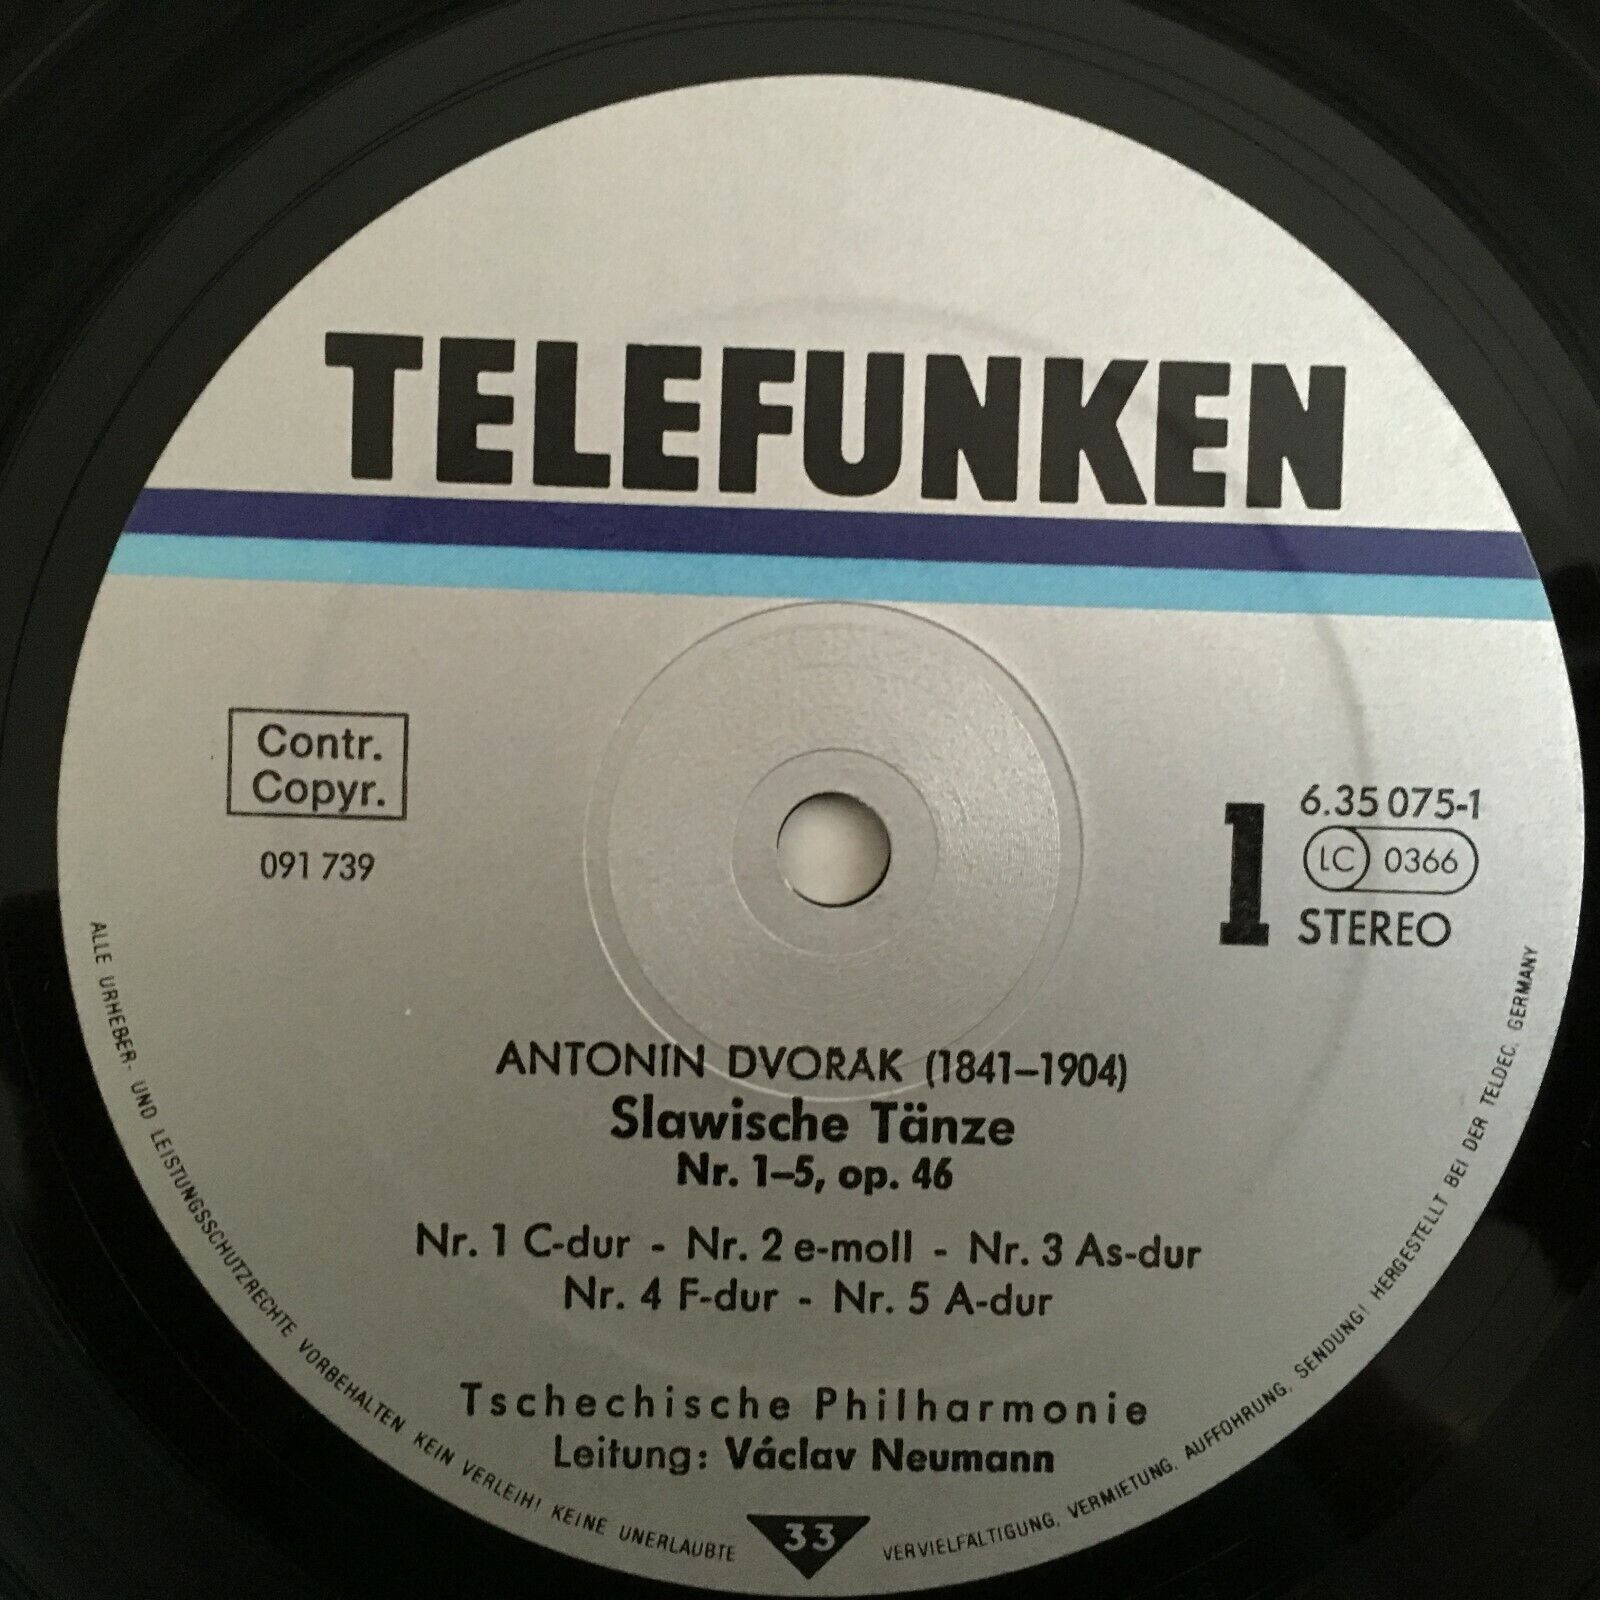 TELEFUNKEN
Contr.
Copyr.
091 739
1
6.35 075-1
LC 0366
STEREO
ANTONÍN DVOŘÁK (1841–1904)
Slawische Tänze
Nr. 1–5, op. 46
Nr. 1 C-dur - Nr. 2 e-moll - Nr. 3 As-dur
Nr. 4 F-dur - Nr. 5 A-dur
Tschechische Philharmonie
Leitung: Václav Neumann
33
ALLE URHEBER- UND LEISTUNGSSCHUTZRECHTE VORBEHALTEN KEIN VERLEIH! KEINE UNERLAUBTE VERVIELFÄLTIGUNG, VERMIETUNG, AUFFÜHRUNG, SENDUNG! HERGESTELLT BEI DER TELDEC, GERMANY